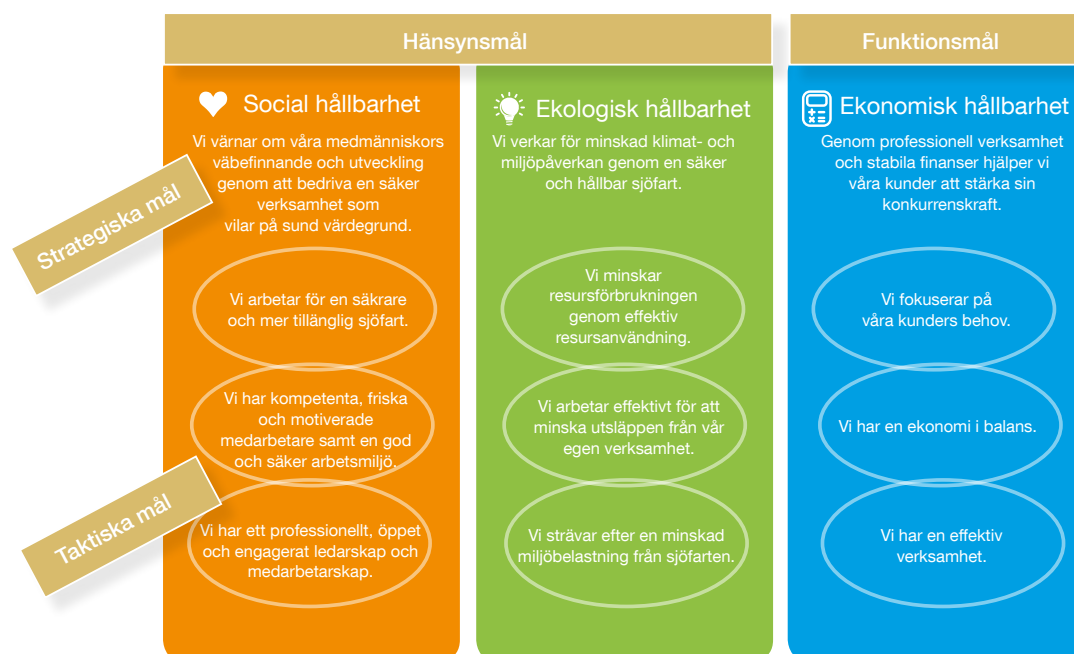 Hänsynsmål
Funktionsmål
Strategiska mål
Taktiska mål
Social hållbarhet
Vi värnar om våra medmänniskors
väbefinnande och utveckling
genom att bedriva en säker
verksamhet som
vilar på sund värdegrund.
Vi arbetar för en säkrare
och mer tillänglig sjöfart.
Vi har kompetenta, friska
och motiverade
medarbetare samt en god
och säker arbetsmiljö.
Vi har ett professionellt, öppet
och engagerat ledarskap och
medarbetarskap.
Ekologisk hållbarhet
Vi verkar för minskad klimat- och
miljöpåverkan genom en säker
och hållbar sjöfart.
Vi minskar
resursförbrukningen
genom effektiv
resursanvändning.
Vi arbetar effektivt för att
minska utsläppen från vår
egen verksamhet.
Vi strävar efter en minskad
miljöbelastning från sjöfarten.
Ekonomisk hållbarhet
Genom professionell verksamhet
och stabila finanser hjälper vi
våra kunder att stärka sin
konkurrenskraft.
Vi fokuserar på
våra kunders behov.
Vi har en ekonomi i balans.
Vi har en effektiv
verksamhet.